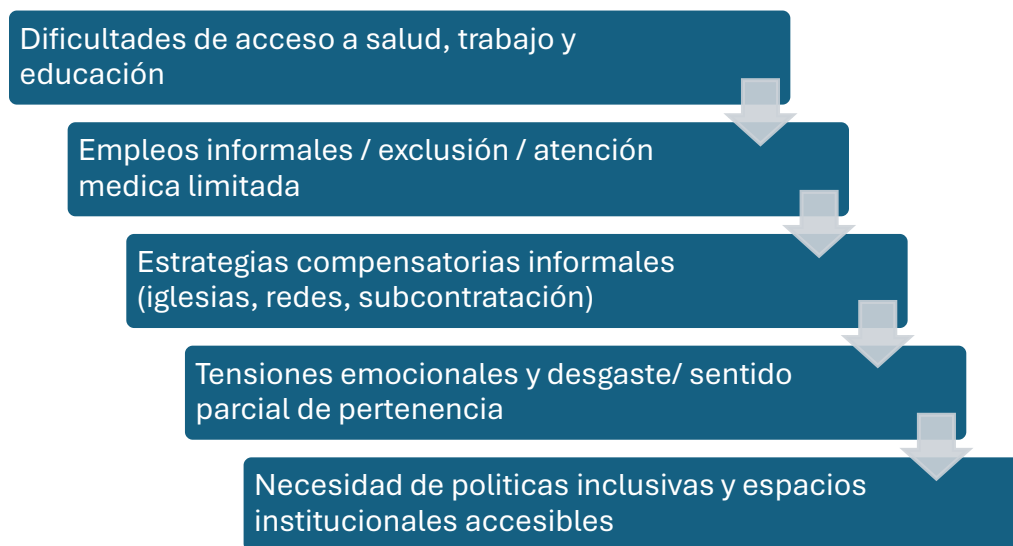 Dificultades de acceso a salud, trabajo y
educación
Empleos informales / exclusión / atención
medica limitada
Estrategias compensatorias informales
(iglesias, redes, subcontratación)
Tensiones emocionales y desgaste/ sentido
parcial de pertenencia
Necesidad de politicas inclusivas y espacios
institucionales accesibles